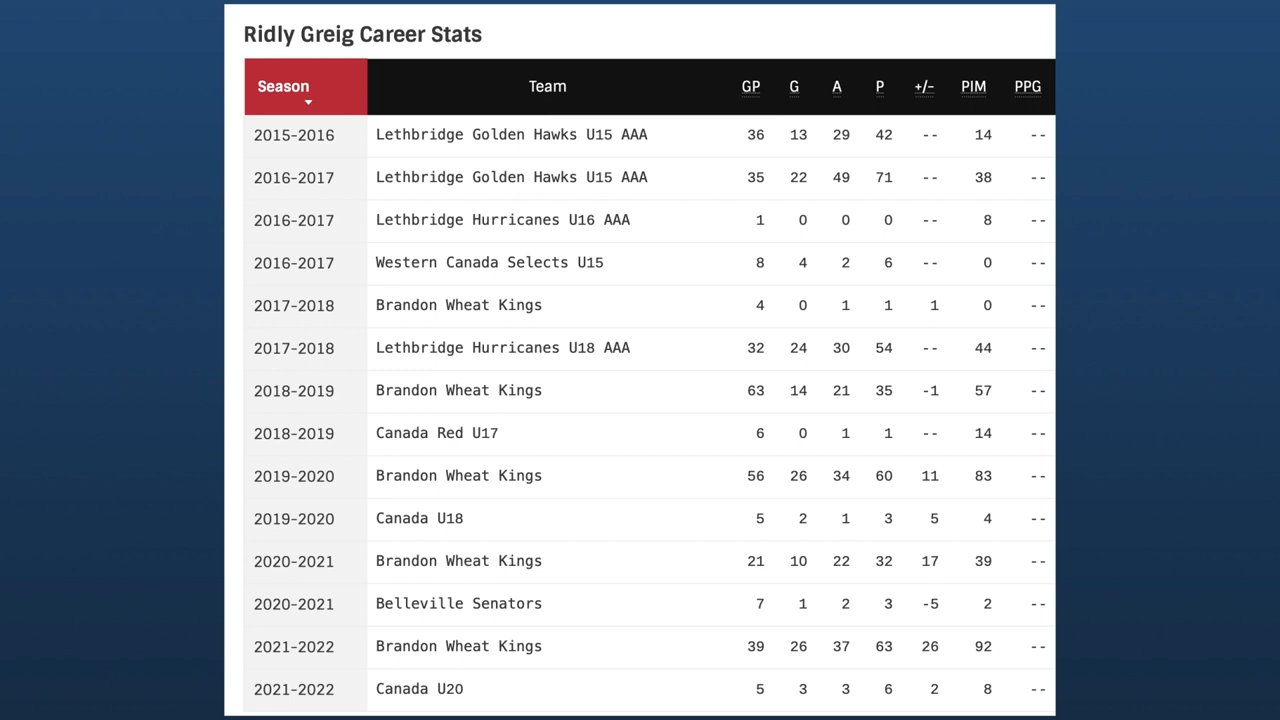 Ridly Greig Career Stats
Season Team GP G A P +/- PIM PPG
2015-2016 Lethbridge Golden Hawks U15 AAA 36 13 29 42 -- 14 --
2016-2017 Lethbridge Golden Hawks U15 AAA 35 22 49 71 -- 38 --
2016-2017 Lethbridge Hurricanes U16 AAA 1 0 0 0 -- 8 --
2016-2017 Western Canada Selects U15 8 4 2 6 -- 0 --
2017-2018 Brandon Wheat Kings 4 0 1 1 1 0 --
2017-2018 Lethbridge Hurricanes U18 AAA 32 24 30 54 -- 44 --
2018-2019 Brandon Wheat Kings 63 14 21 35 -1 57 --
2018-2019 Canada Red U17 6 0 1 1 -- 14 --
2019-2020 Brandon Wheat Kings 56 26 34 60 11 83 --
2019-2020 Canada U18 5 2 1 3 5 4 --
2020-2021 Brandon Wheat Kings 21 10 22 32 17 39 --
2020-2021 Belleville Senators 7 1 2 3 -5 2 --
2021-2022 Brandon Wheat Kings 39 26 37 63 26 92 --
2021-2022 Canada U20 5 3 3 6 2 8 --